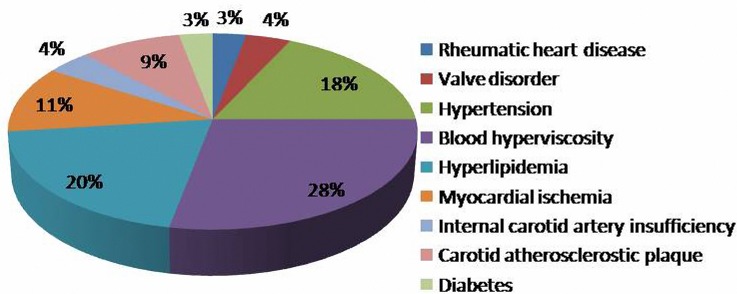 3% 3% 4%
4%
9%
18%
11%
20%
28%
Rheumatic heart disease
Valve disorder
Hypertension
Blood hyperviscosity
Hyperlipidemia
Myocardial ischemia
Internal carotid artery insufficiency
Carotid atherosclerostic plaque
Diabetes